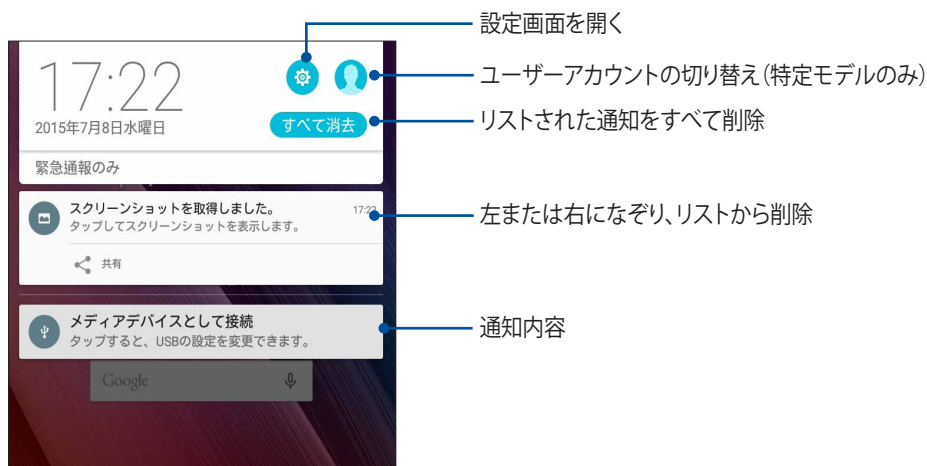 設定画面を開く
17:22
ユーザーアカウントの切り替え(特定モデルのみ)
2015年7月8日水曜日
すべて消去
リストされた通知をすべて削除
緊急通報のみ
スクリーンショットを取得しました。
17:22
タップしてスクリーンショットを表示します。
左または右になぞり、リストから削除
共有
メディアデバイスとして接続
タップすると、USBの設定を変更できます。
通知内容
Google